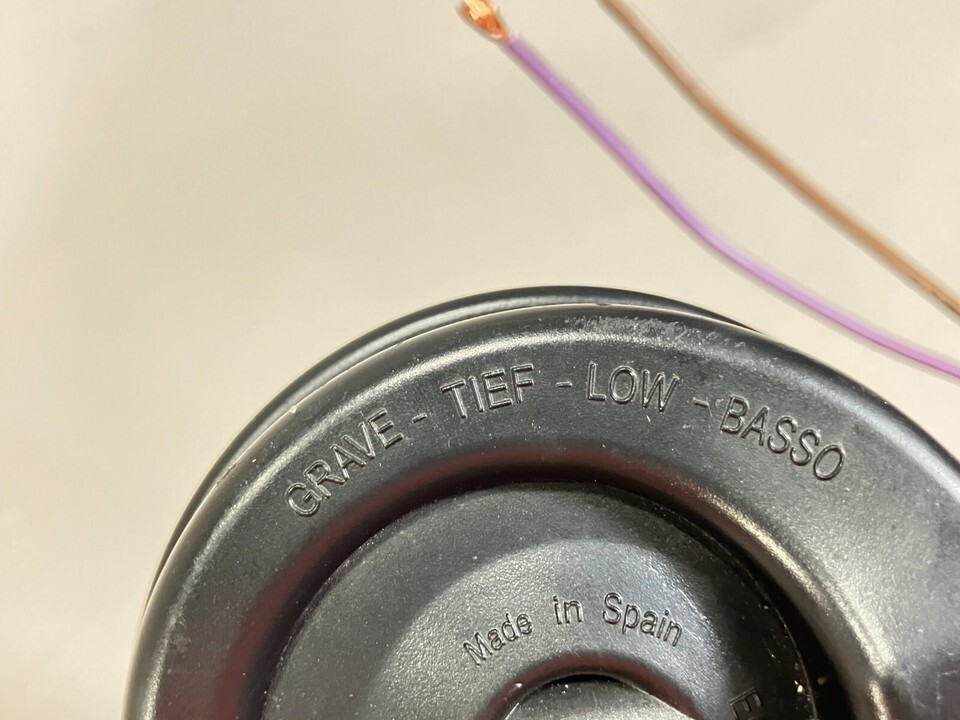 GRAVE - TIEF - LOW - BASSO
Made in Spain